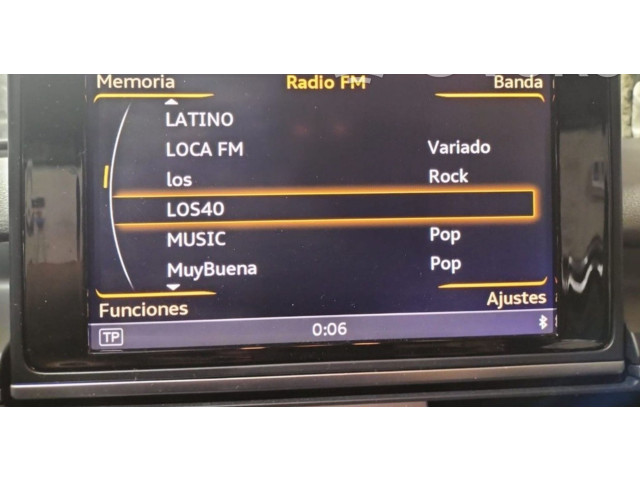 Memoria Radio FM Banda
LATINO
LOCA FM Variado
los Rock
LOS40
MUSIC Pop
MuyBuena Pop
Funciones Ajustes
TP 0:06